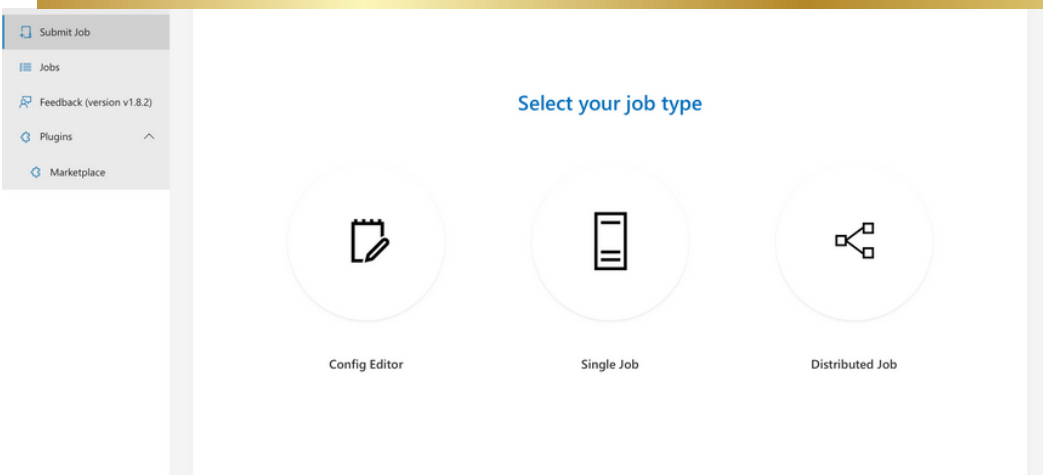 Submit Job
Jobs
Feedback (version v1.8.2)
Plugins
Marketplace
Select your job type
Config Editor
Single Job
Distributed Job